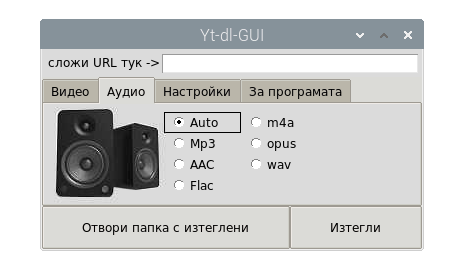 Yt-dl-GUI
сложи URL тук ->
Видео Аудио Настройки За програмата
Auto m4a
Mp3 opus
AAC wav
Flac
Отвори папка с изтеглени Изтегли